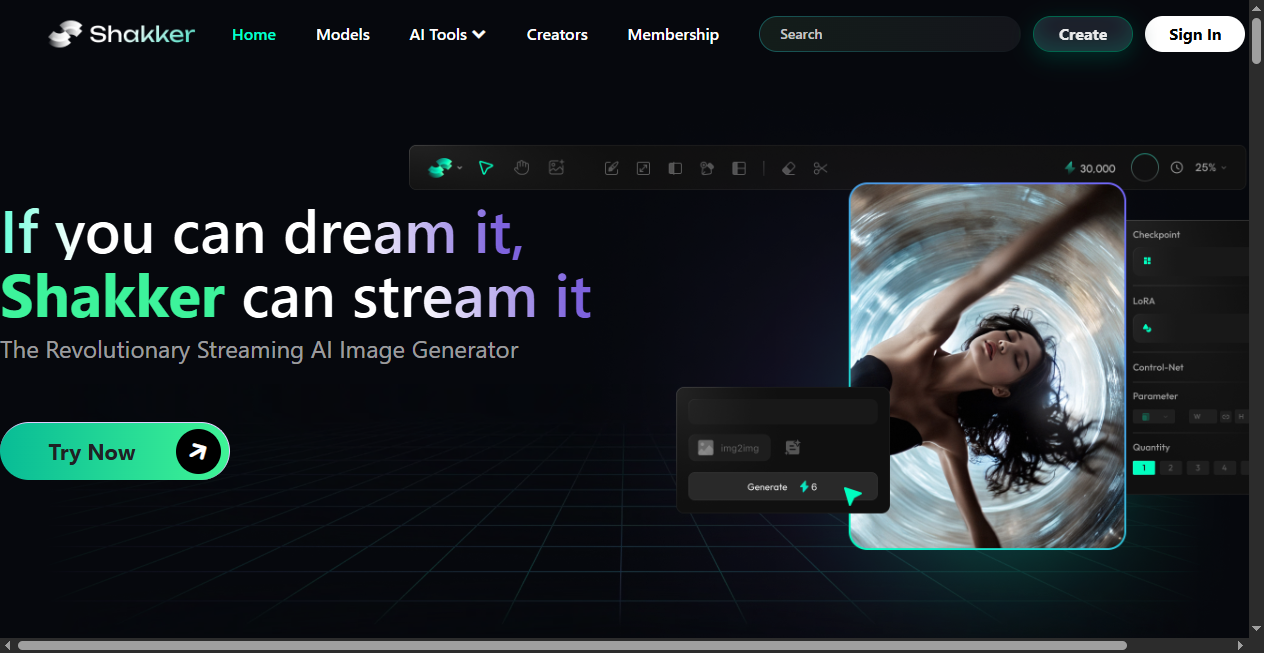 Shakker
Home
Models
AI Tools
Creators
Membership
Search
Create
Sign In
30.000
25%
If you can dream it,
Shakker can stream it
The Revolutionary Streaming AI Image Generator
Try Now
img2img
Generate 6
Checkpoint
LoRA
Control-Net
Parameter
W
H
Quantity
1 2 3 4